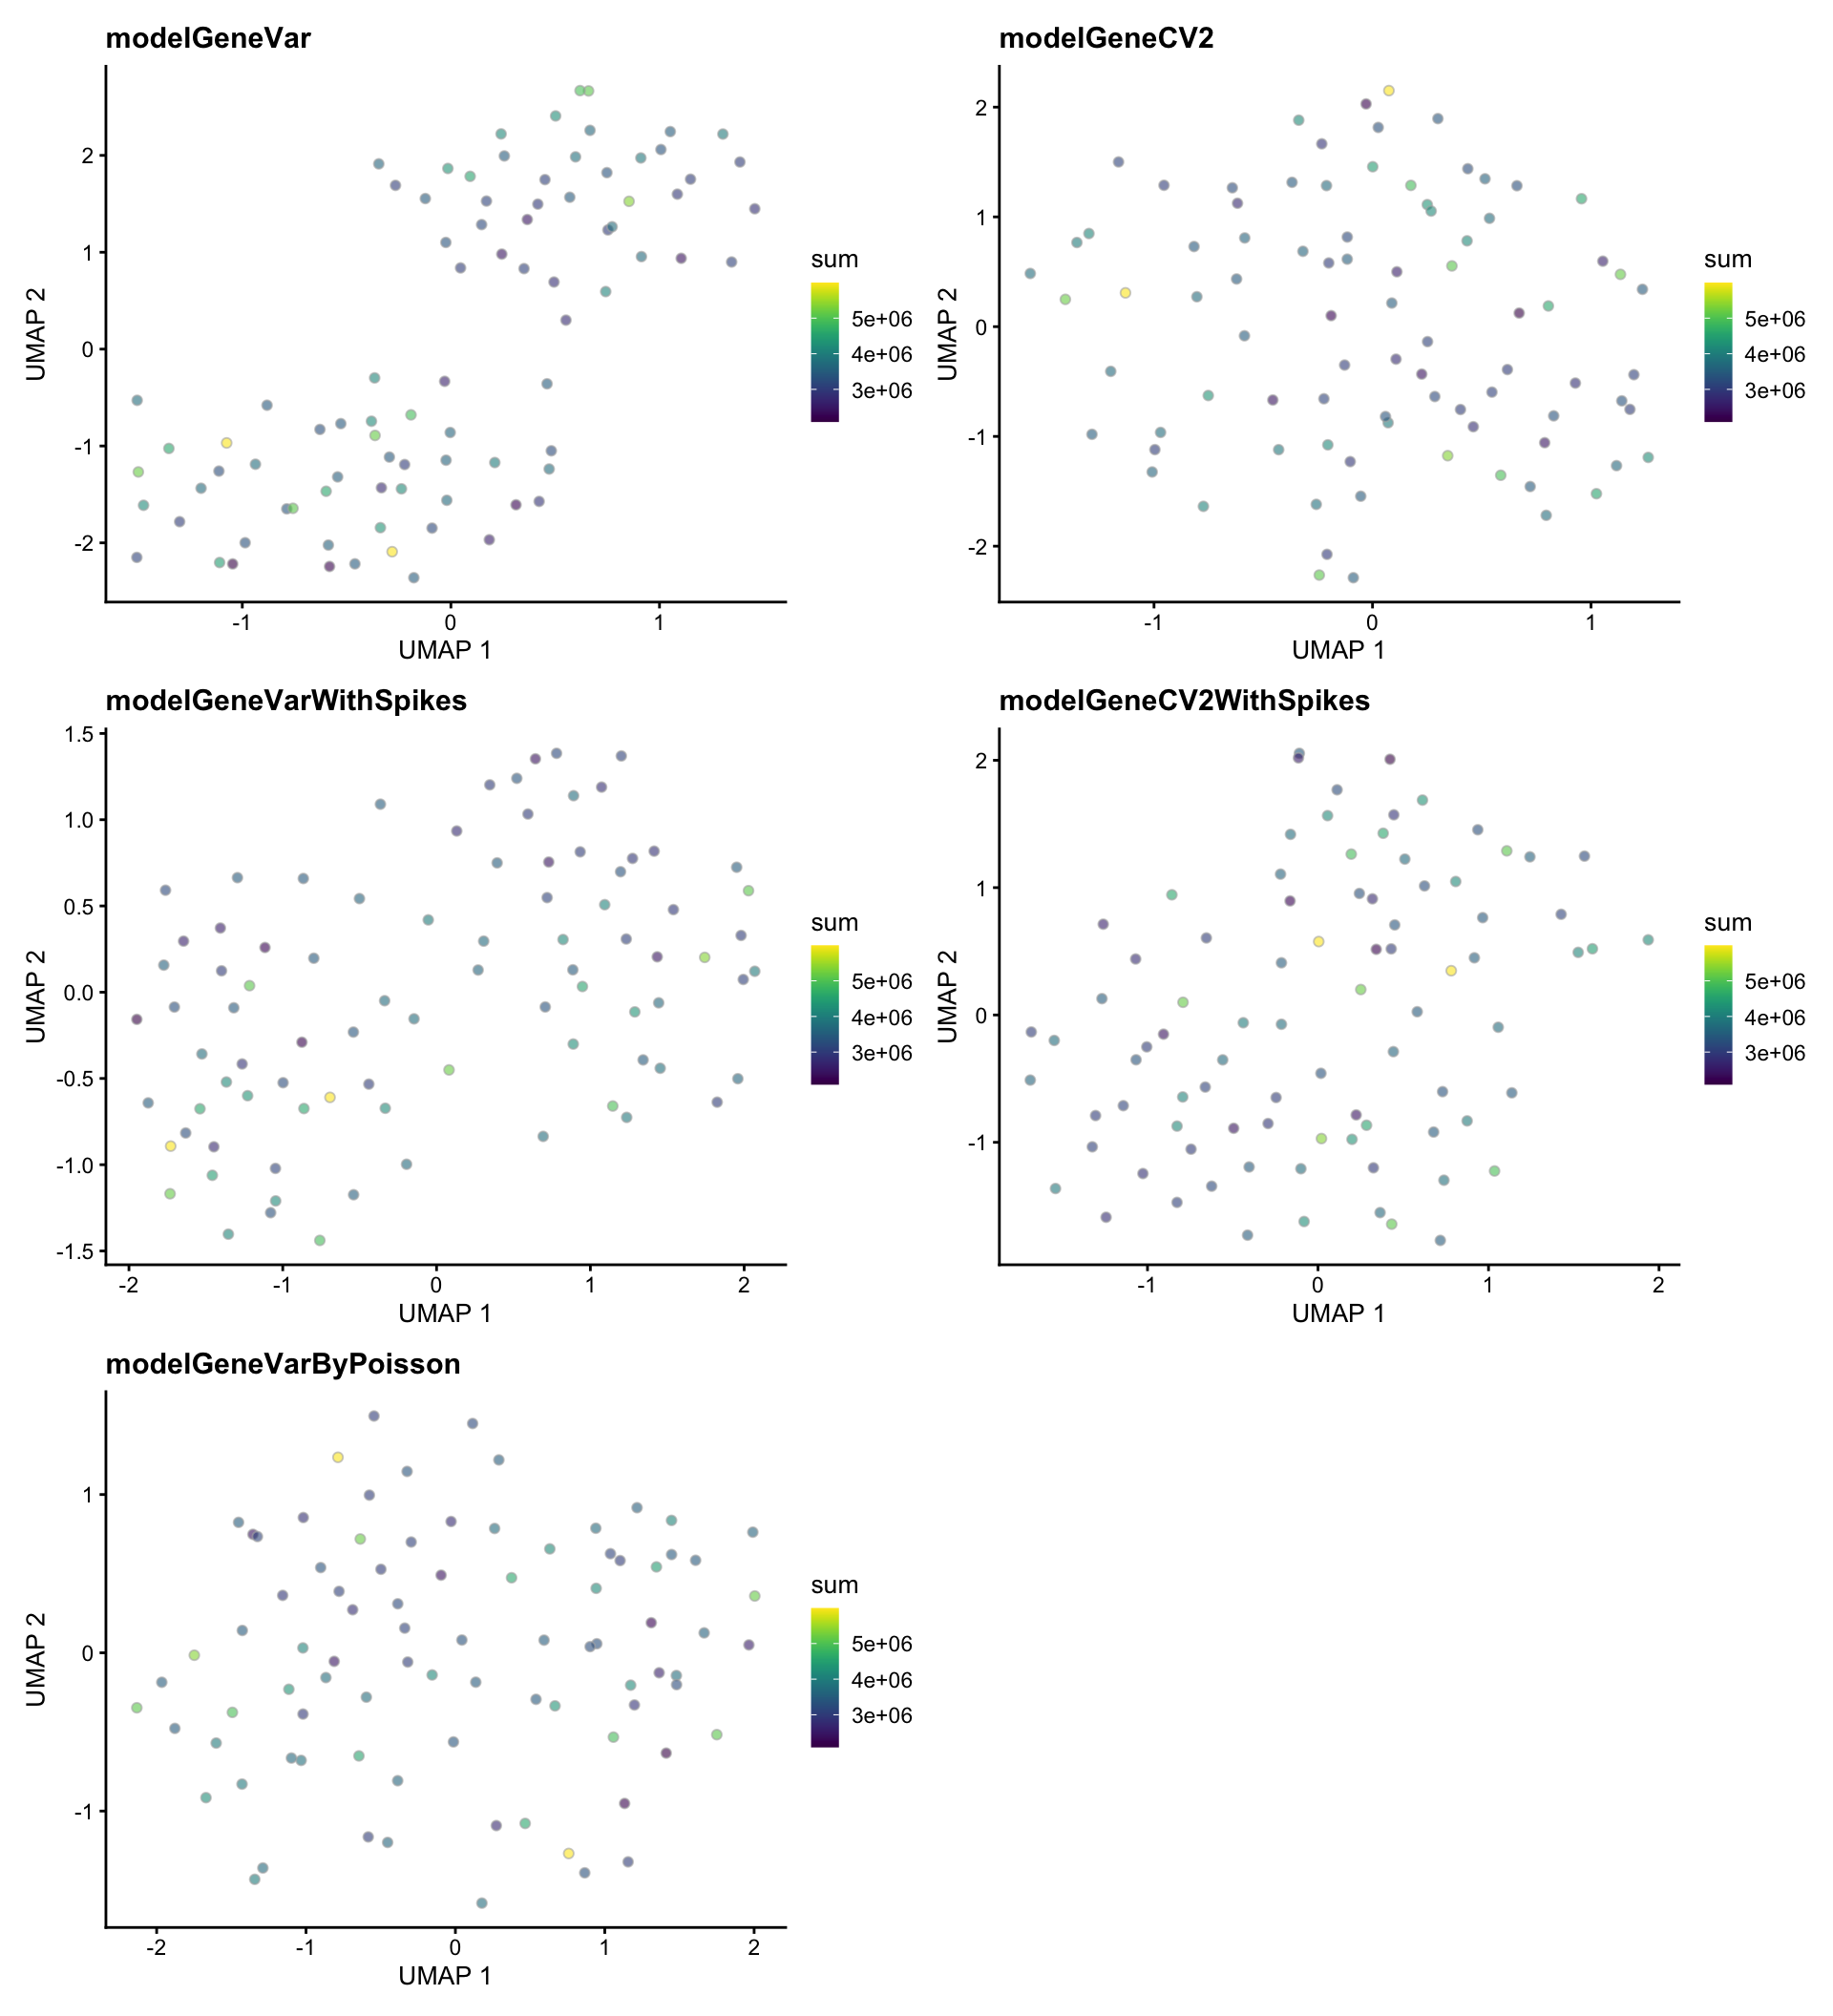 modelGeneVar
2
1
0
-1
-2
-1
0
1
UMAP 1
UMAP 2
sum
5e+06
4e+06
3e+06
modelGeneCV2
2
1
0
-1
-2
-1
0
1
UMAP 1
UMAP 2
sum
5e+06
4e+06
3e+06
modelGeneVarWithSpikes
1.5
1.0
0.5
0.0
-0.5
-1.0
-1.5
-2
-1
0
1
2
UMAP 1
UMAP 2
sum
5e+06
4e+06
3e+06
modelGeneCV2WithSpikes
2
1
0
-1
-1
0
1
2
UMAP 1
UMAP 2
sum
5e+06
4e+06
3e+06
modelGeneVarByPoisson
1
0
-1
-2
-1
0
1
2
UMAP 1
UMAP 2
sum
5e+06
4e+06
3e+06